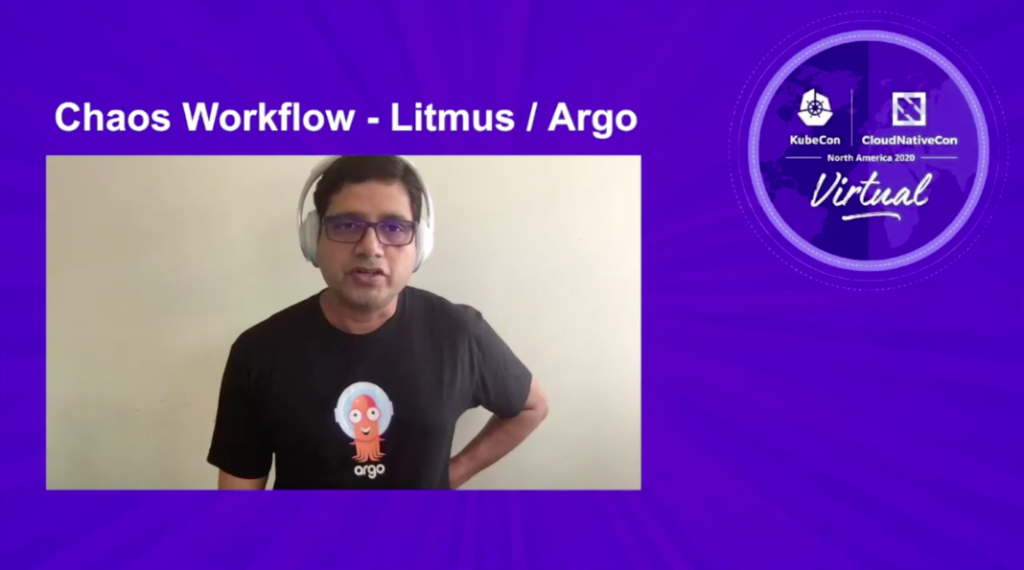 Chaos Workflow - Litmus / Argo
KubeCon
CloudNativeCon
North America 2020
Virtual
argo